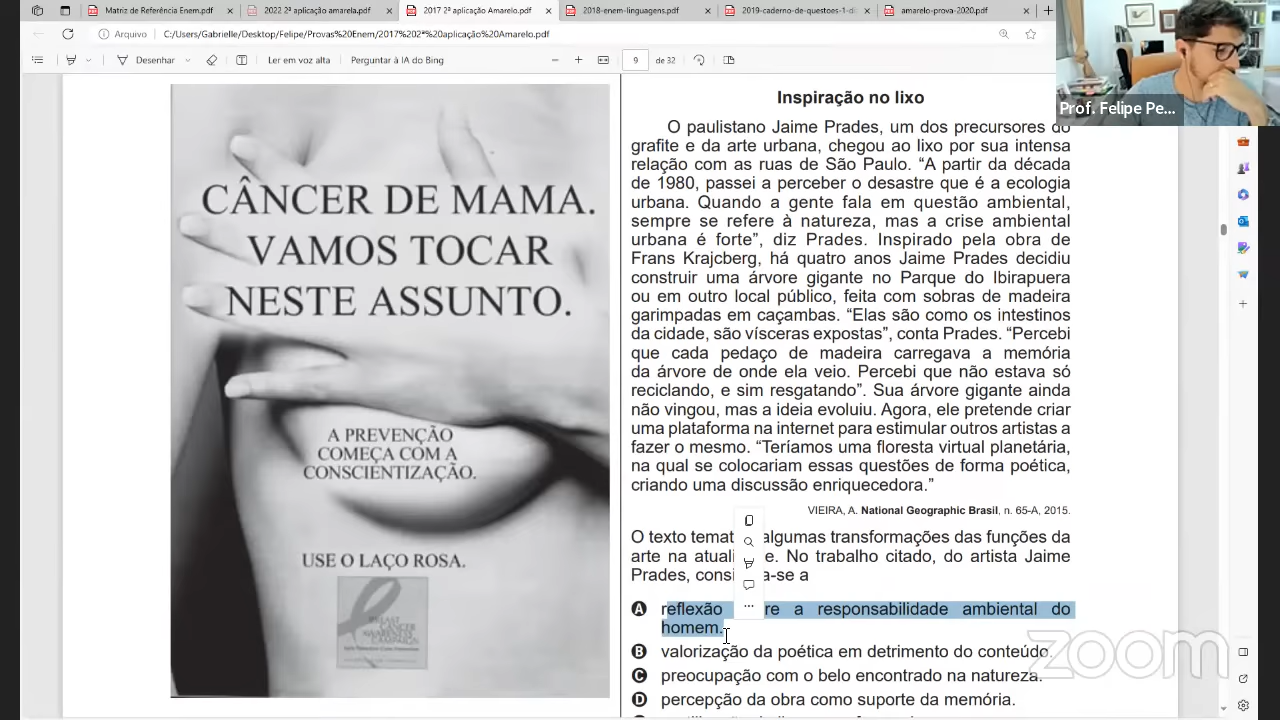 Matriz de Referência Enem.pdf
2022 2ª aplicação amarela.pdf
2017 2ª aplicação Amarelo.pdf
2018-enem-linguagens.pdf
2019-caderno-de-questoes-1-di
amarelo-prova-2020.pdf
Arquivo
C:/Users/Gabrielle/Desktop/Felipe/Provas%20Enem/2017%202ª%20aplicação%20Amarelo.pdf
Desenhar
Ler em voz alta
Perguntar à IA do Bing
9
de 32
Prof. Felipe Pe...
CÂNCER DE MAMA.
VAMOS TOCAR
NESTE ASSUNTO.
A PREVENÇÃO
COMEÇA COM A
CONSCIENTIZAÇÃO.
USE O LAÇO ROSA.
BREAST
CANCER
AWARENESS
Inspiração no lixo
O paulistano Jaime Prades, um dos precursores do
grafite e da arte urbana, chegou ao lixo por sua intensa
relação com as ruas de São Paulo. “A partir da década
de 1980, passei a perceber o desastre que é a ecologia
urbana. Quando a gente fala em questão ambiental,
sempre se refere à natureza, mas a crise ambiental
urbana é forte”, diz Prades. Inspirado pela obra de
Frans Krajcberg, há quatro anos Jaime Prades decidiu
construir uma árvore gigante no Parque do Ibirapuera
ou em outro local público, feita com sobras de madeira
garimpadas em caçambas. “Elas são como os intestinos
da cidade, são vísceras expostas”, conta Prades. “Percebi
que cada pedaço de madeira carregava a memória
da árvore de onde ela veio. Percebi que não estava só
reciclando, e sim resgatando”. Sua árvore gigante ainda
não vingou, mas a ideia evoluiu. Agora, ele pretende criar
uma plataforma na internet para estimular outros artistas a
fazer o mesmo. “Teríamos uma floresta virtual planetária,
na qual se colocariam essas questões de forma poética,
criando uma discussão enriquecedora.”
VIEIRA, A. National Geographic Brasil, n. 65-A, 2015.
O texto temat algumas transformações das funções da
arte na atuali e. No trabalho citado, do artista Jaime
Prades, consi a-se a
A reflexão re a responsabilidade ambiental do
homem.
B valorização da poética em detrimento do conteúdo.
C preocupação com o belo encontrado na natureza.
D percepção da obra como suporte da memória.
zoom